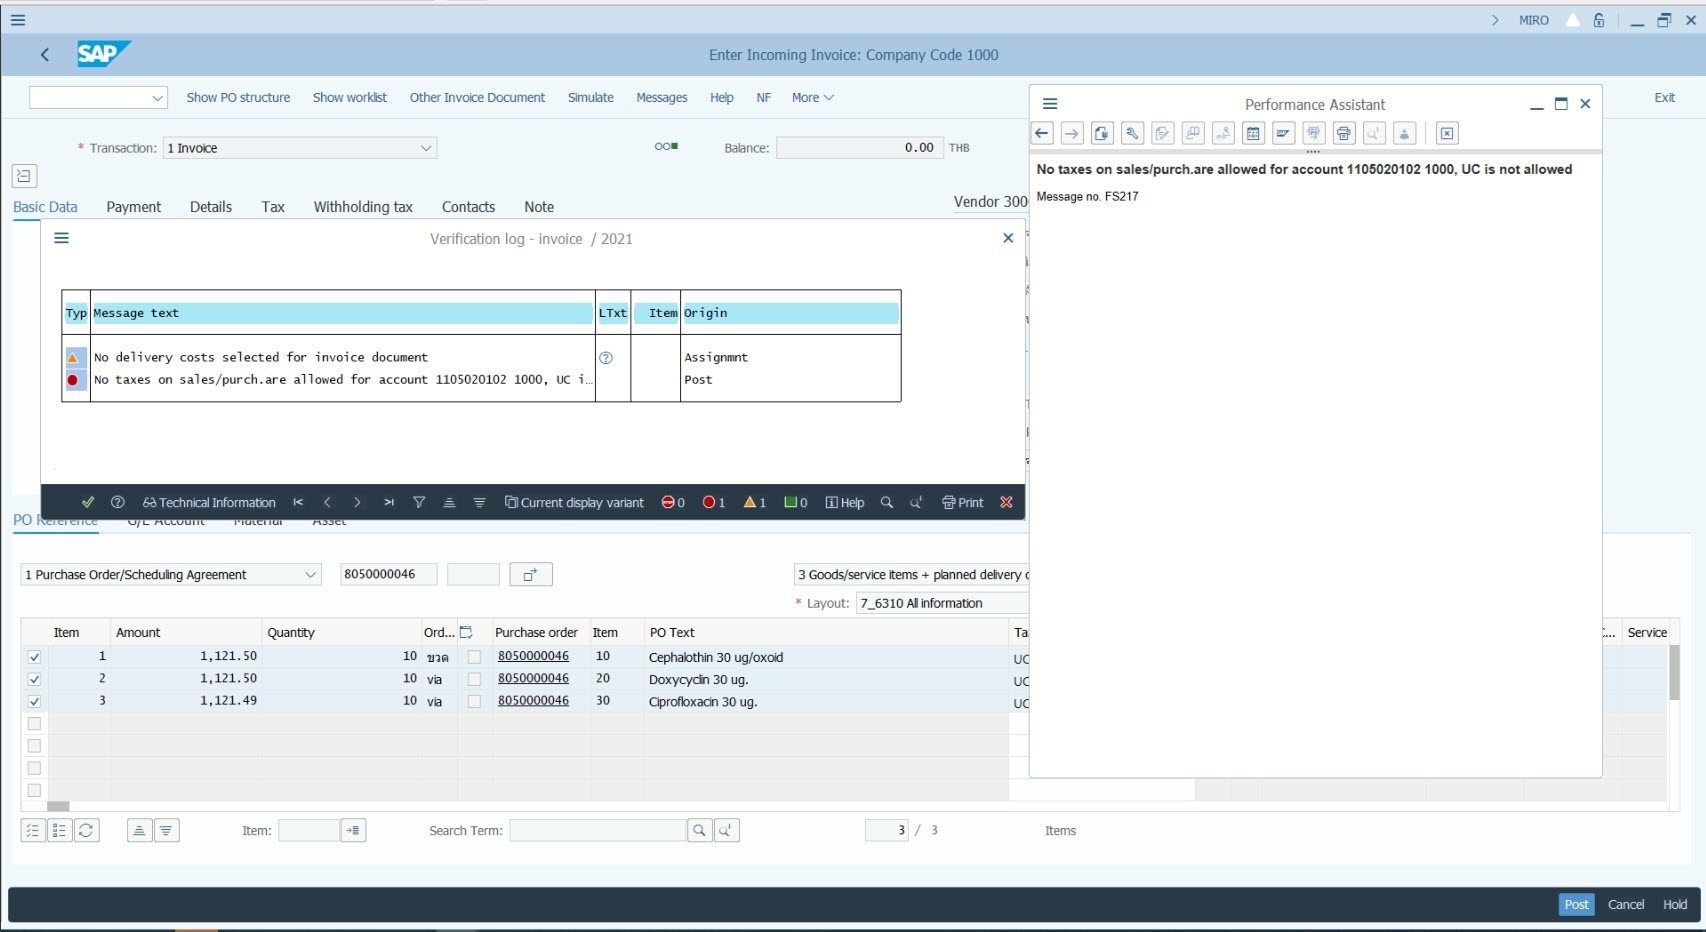 MIRO
SAP
Enter Incoming Invoice: Company Code 1000
Show PO structure
Show worklist
Other Invoice Document
Simulate
Messages
Help
NF
More
Exit
* Transaction:
1 Invoice
Balance:
0.00
THB
Basic Data
Payment
Details
Tax
Withholding tax
Contacts
Note
Vendor 300
Verification log - invoice / 2021
Typ Message text LTxt Item Origin
No delivery costs selected for invoice document Assignmnt
No taxes on sales/purch.are allowed for account 1105020102 1000, UC i... Post
Technical Information
Current display variant
0
1
1
0
Help
Print
PO Reference
G/L Account
Material
Asset
1 Purchase Order/Scheduling Agreement
8050000046
3 Goods/service items + planned delivery c
* Layout:
7_6310 All information
Item Amount Quantity Ord... Purchase order Item PO Text Ta ...... Service
1 1,121.50 10 ขวด 8050000046 10 Cephalothin 30 ug/oxoid UC
2 1,121.50 10 via 8050000046 20 Doxycyclin 30 ug. UC
3 1,121.49 10 via 8050000046 30 Ciprofloxacin 30 ug. UC
Item:
Search Term:
3 / 3
Items
Post
Cancel
Hold
Performance Assistant
No taxes on sales/purch.are allowed for account 1105020102 1000, UC is not allowed
Message no. FS217